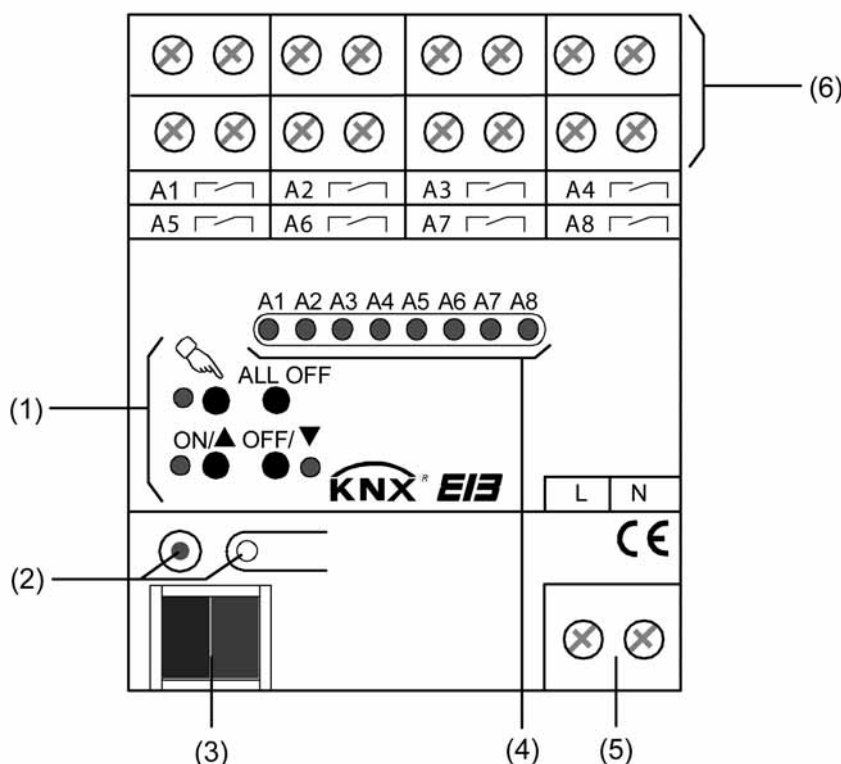 (6)
A1 A2 A3 A4
A5 A6 A7 A8
A1 A2 A3 A4 A5 A6 A7 A8
ALL OFF
(1)
ON/▲ OFF/▼
KNX® EIB
L N
CE
(2)
(3) (4) (5)